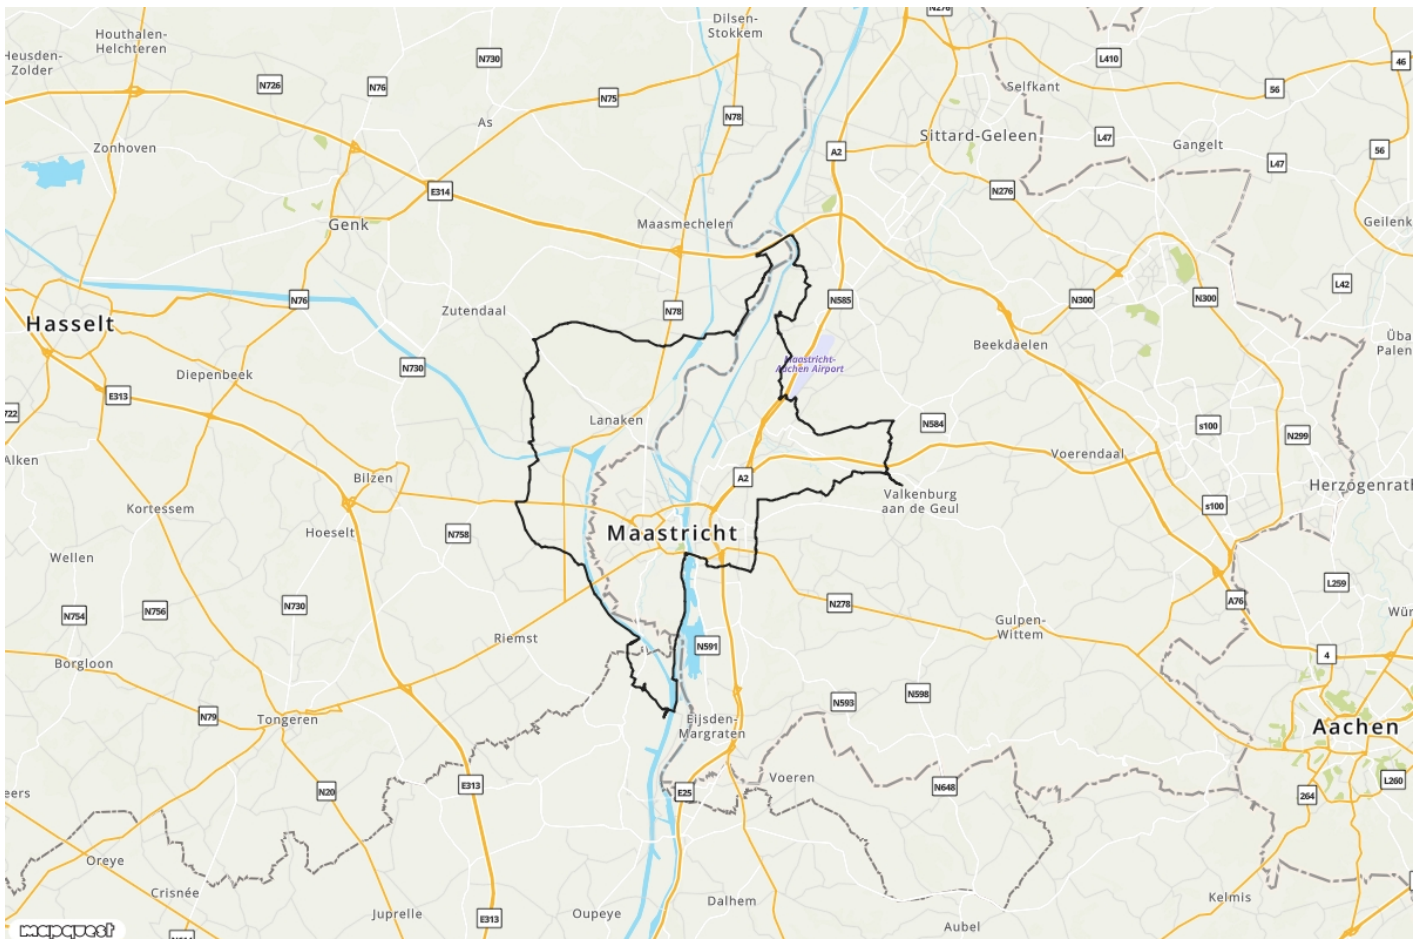 N276
Dilsen-
Stokkem
Houthalen-
Helchteren
Heusden-
Zolder
N730
L410
46
N726
N76
Selfkant
56
N75
N78
As
Sittard-Geleen
L47
Gangelt
56
Zonhoven
A2
L47
E314
N276
Genk
Maasmechelen
Geilenk
L42
N76
N78
N585
N300
N300
Zutendaal
Hasselt
Übа
Palen
Beekdaelen
N730
Maastricht-
Aachen Airport
Diepenbeek
E313
722
Lanaken
N584
s100
N299
Alken
Voerendaal
Bilzen
A2
Herzogenrath
Valkenburg
aan de Geul
Kortessem
s100
Hoeselt
N758
Maastricht
Wellen
L259
N754
N756
N730
N278
A76
Wür
Gulpen-
Wittem
Riemst
N591
4
Borgloon
N598
N593
N79
Tongeren
Eijsden-
Margraten
Aachen
Voeren
E313
N20
E25
N648
264
L260
eers
Oreye
Crisnée
Dalhem
Kelmis
Juprelle
E313
Oupeye
Aubel
mapquest